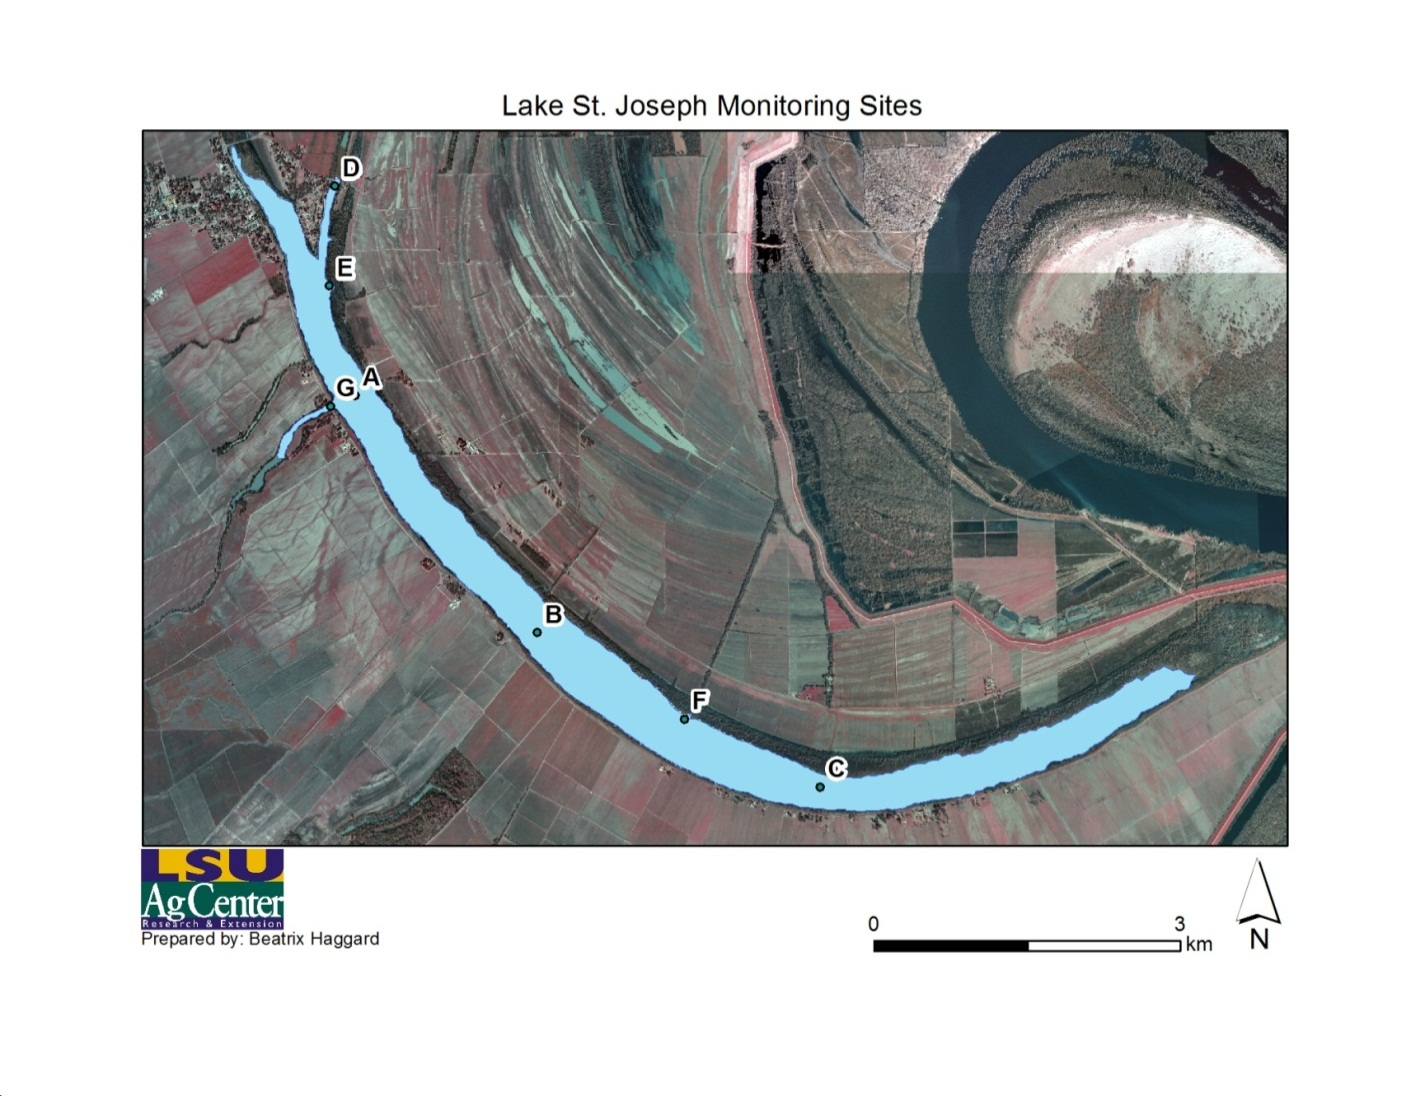 Lake St. Joseph Monitoring Sites
D
E
A
G
B
F
C
LSU
AgCenter
Research & Extension
Prepared by: Beatrix Haggard
0 3
km
N